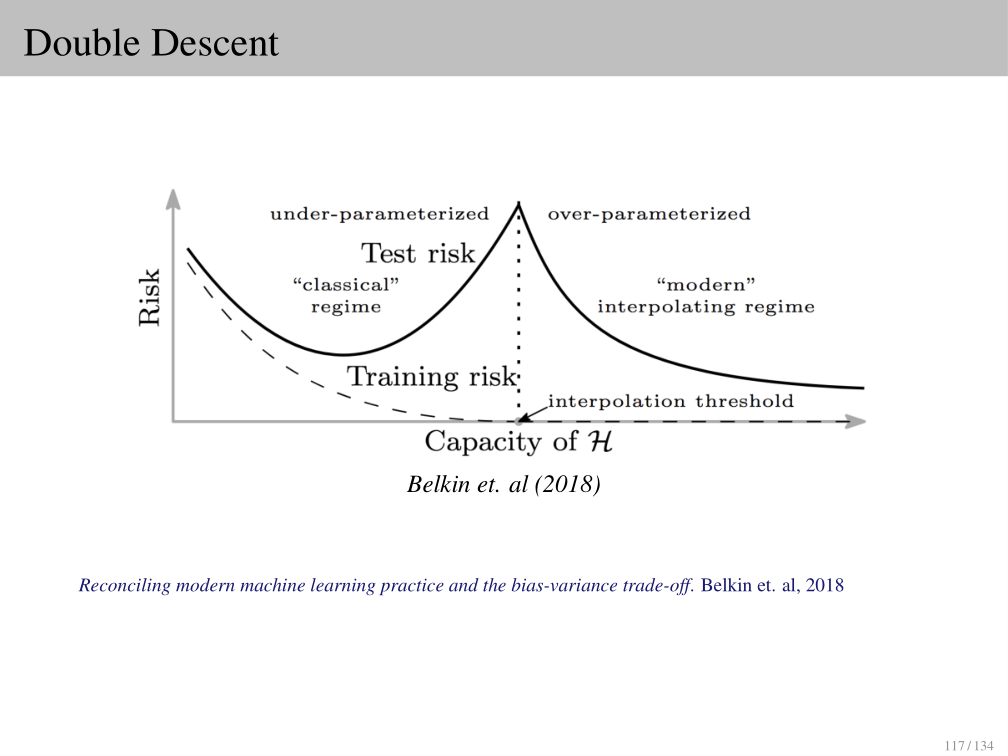 Double Descent
under-parameterized
over-parameterized
Test risk
“classical”
regime
“modern”
interpolating regime
Risk
Training risk
interpolation threshold
Capacity of ℋ
Belkin et. al (2018)
Reconciling modern machine learning practice and the bias-variance trade-off. Belkin et. al, 2018
117 / 134